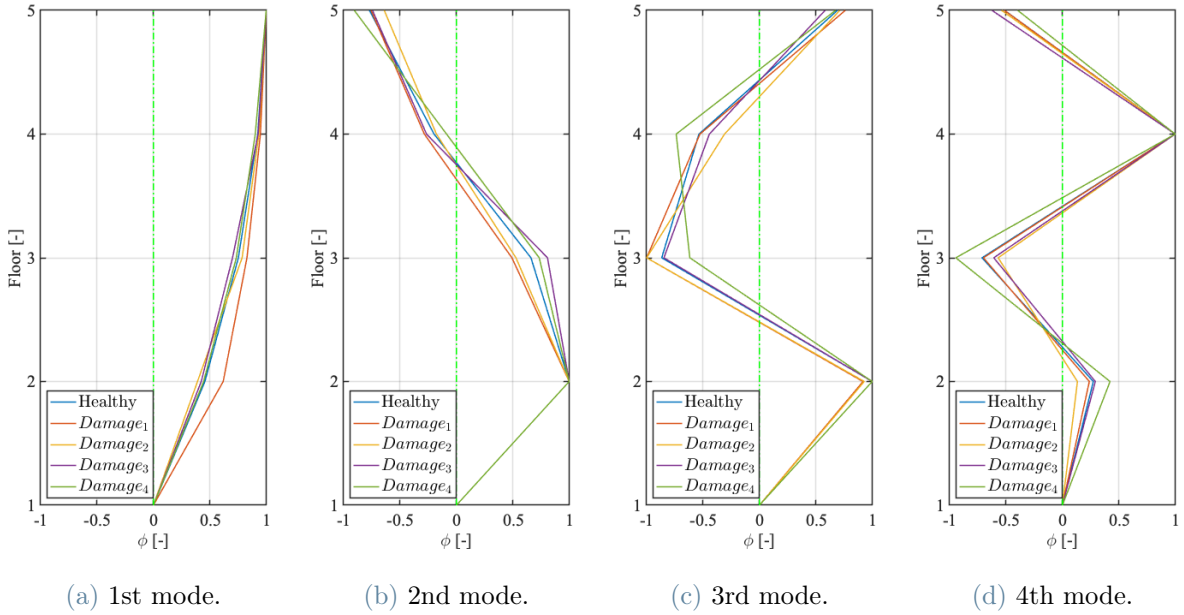 5
4
3
2
1
Floor [-]
Healthy
Damage₁
Damage₂
Damage₃
Damage₄
-1 -0.5 0 0.5 1
ϕ [-]
(a) 1st mode.
5
4
3
2
1
Floor [-]
Healthy
Damage₁
Damage₂
Damage₃
Damage₄
-1 -0.5 0 0.5 1
ϕ [-]
(b) 2nd mode.
5
4
3
2
1
Floor [-]
Healthy
Damage₁
Damage₂
Damage₃
Damage₄
-1 -0.5 0 0.5 1
ϕ [-]
(c) 3rd mode.
5
4
3
2
1
Floor [-]
Healthy
Damage₁
Damage₂
Damage₃
Damage₄
-1 -0.5 0 0.5 1
ϕ [-]
(d) 4th mode.